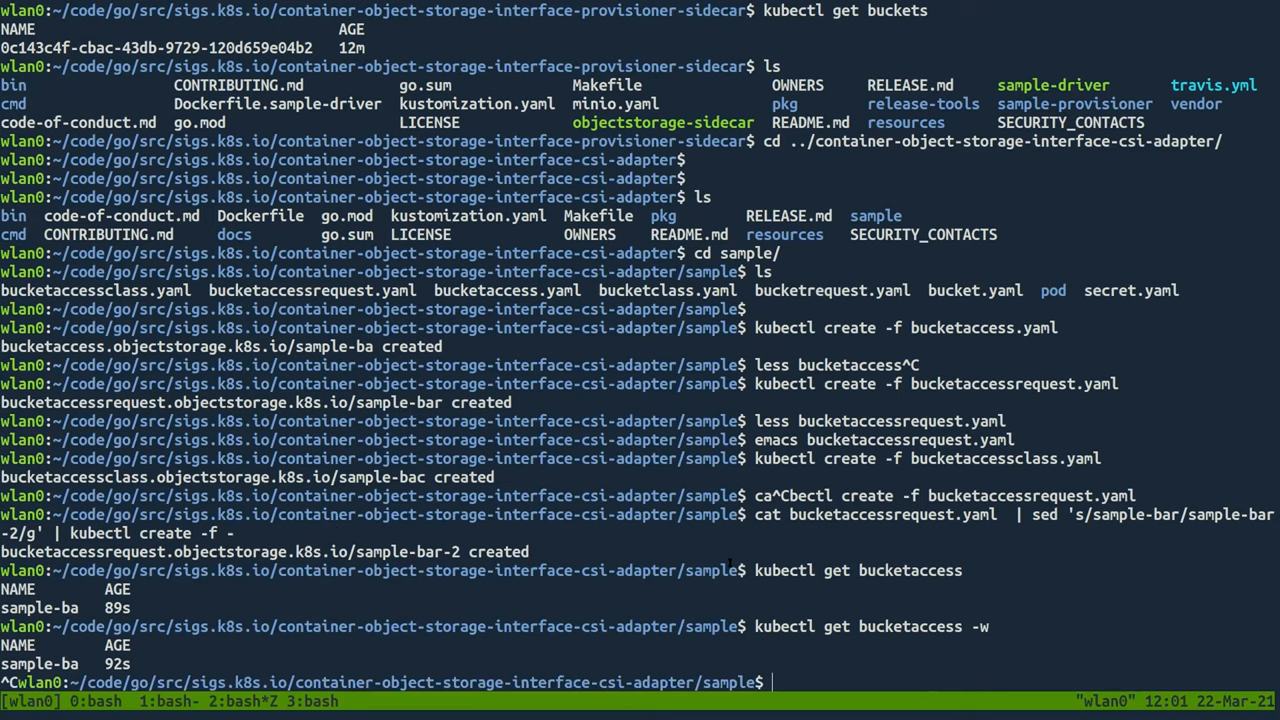 wlan0:~/code/go/src/sigs.k8s.io/container-object-storage-interface-provisioner-sidecar$ kubectl get buckets
NAME AGE
0c143c4f-cbac-43db-9729-120d659e04b2 12m
wlan0:~/code/go/src/sigs.k8s.io/container-object-storage-interface-provisioner-sidecar$ ls
bin CONTRIBUTING.md go.sum Makefile OWNERS RELEASE.md sample-driver travis.yml
cmd Dockerfile.sample-driver kustomization.yaml minio.yaml pkg release-tools sample-provisioner vendor
code-of-conduct.md go.mod LICENSE objectstorage-sidecar README.md resources SECURITY_CONTACTS
wlan0:~/code/go/src/sigs.k8s.io/container-object-storage-interface-provisioner-sidecar$ cd ../container-object-storage-interface-csi-adapter/
wlan0:~/code/go/src/sigs.k8s.io/container-object-storage-interface-csi-adapter$
wlan0:~/code/go/src/sigs.k8s.io/container-object-storage-interface-csi-adapter$
wlan0:~/code/go/src/sigs.k8s.io/container-object-storage-interface-csi-adapter$ ls
bin code-of-conduct.md Dockerfile go.mod kustomization.yaml Makefile pkg RELEASE.md sample
cmd CONTRIBUTING.md docs go.sum LICENSE OWNERS README.md resources SECURITY_CONTACTS
wlan0:~/code/go/src/sigs.k8s.io/container-object-storage-interface-csi-adapter$ cd sample/
wlan0:~/code/go/src/sigs.k8s.io/container-object-storage-interface-csi-adapter/sample$ ls
bucketaccessclass.yaml bucketaccessrequest.yaml bucketaccess.yaml bucketclass.yaml bucketrequest.yaml bucket.yaml pod secret.yaml
wlan0:~/code/go/src/sigs.k8s.io/container-object-storage-interface-csi-adapter/sample$
wlan0:~/code/go/src/sigs.k8s.io/container-object-storage-interface-csi-adapter/sample$ kubectl create -f bucketaccess.yaml
bucketaccess.objectstorage.k8s.io/sample-ba created
wlan0:~/code/go/src/sigs.k8s.io/container-object-storage-interface-csi-adapter/sample$ less bucketaccess^C
wlan0:~/code/go/src/sigs.k8s.io/container-object-storage-interface-csi-adapter/sample$ kubectl create -f bucketaccessrequest.yaml
bucketaccessrequest.objectstorage.k8s.io/sample-bar created
wlan0:~/code/go/src/sigs.k8s.io/container-object-storage-interface-csi-adapter/sample$ less bucketaccessrequest.yaml
wlan0:~/code/go/src/sigs.k8s.io/container-object-storage-interface-csi-adapter/sample$ emacs bucketaccessrequest.yaml
wlan0:~/code/go/src/sigs.k8s.io/container-object-storage-interface-csi-adapter/sample$ kubectl create -f bucketaccessclass.yaml
bucketaccessclass.objectstorage.k8s.io/sample-bac created
wlan0:~/code/go/src/sigs.k8s.io/container-object-storage-interface-csi-adapter/sample$ ca^Cbectl create -f bucketaccessrequest.yaml
wlan0:~/code/go/src/sigs.k8s.io/container-object-storage-interface-csi-adapter/sample$ cat bucketaccessrequest.yaml | sed 's/sample-bar/sample-bar
-2/g' | kubectl create -f -
bucketaccessrequest.objectstorage.k8s.io/sample-bar-2 created
wlan0:~/code/go/src/sigs.k8s.io/container-object-storage-interface-csi-adapter/sample$ kubectl get bucketaccess
NAME AGE
sample-ba 89s
wlan0:~/code/go/src/sigs.k8s.io/container-object-storage-interface-csi-adapter/sample$ kubectl get bucketaccess -w
NAME AGE
sample-ba 92s
^Cwlan0:~/code/go/src/sigs.k8s.io/container-object-storage-interface-csi-adapter/sample$
[wlan0] 0:bash 1:bash- 2:bash*Z 3:bash "wlan0" 12:01 22-Mar-21